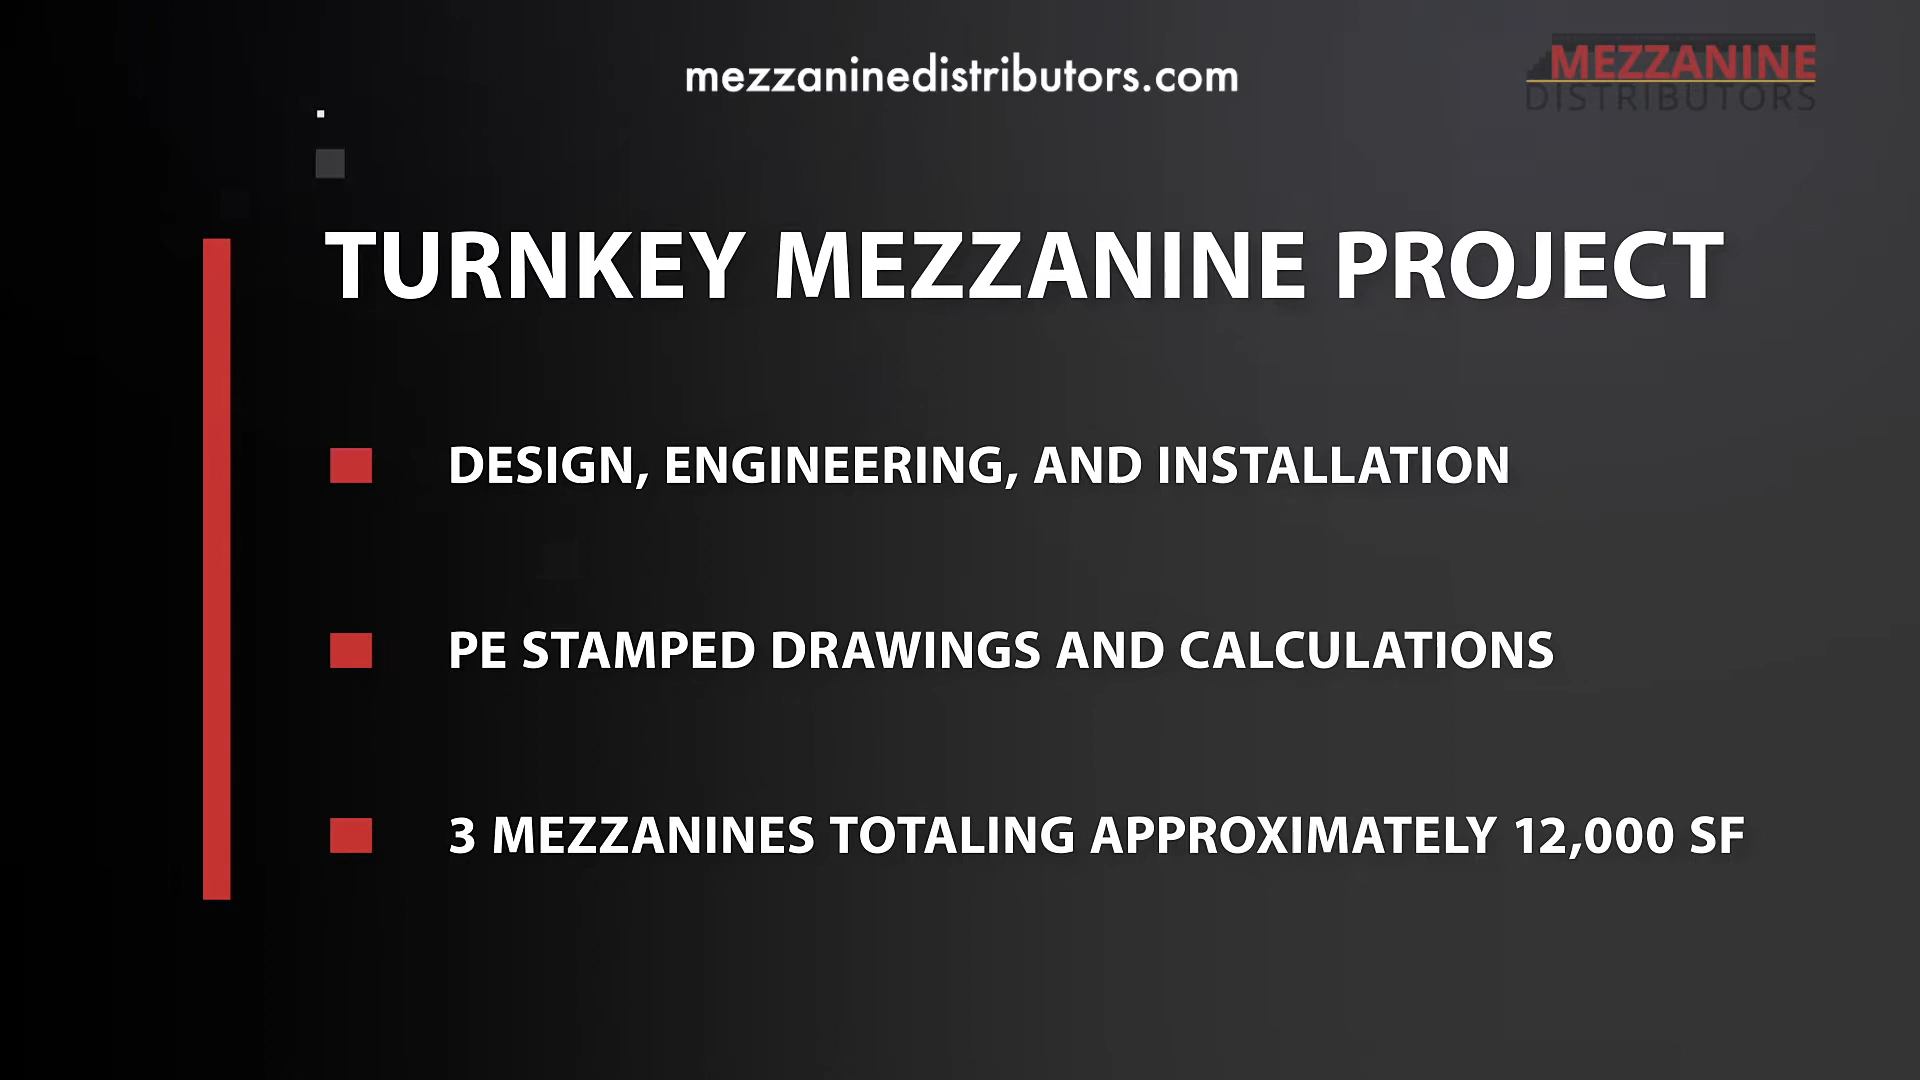 mezzaninedistributors.com
MEZZANINE
DISTRIBUTORS
TURNKEY MEZZANINE PROJECT
DESIGN, ENGINEERING, AND INSTALLATION
PE STAMPED DRAWINGS AND CALCULATIONS
3 MEZZANINES TOTALING APPROXIMATELY 12,000 SF